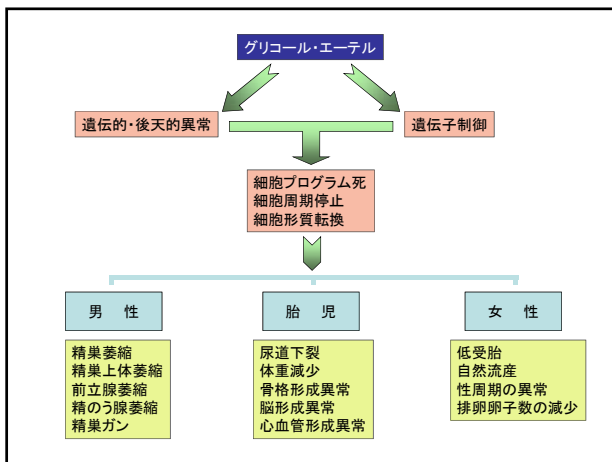 グリコール・エーテル
遺伝的・後天的異常
遺伝子制御
細胞プログラム死
細胞周期停止
細胞形質転換
男 性
胎 児
女 性
精巣萎縮
精巣上体萎縮
前立腺萎縮
精のう腺萎縮
精巣ガン
尿道下裂
体重減少
骨格形成異常
脳形成異常
心血管形成異常
低受胎
自然流産
性周期の異常
排卵卵子数の減少